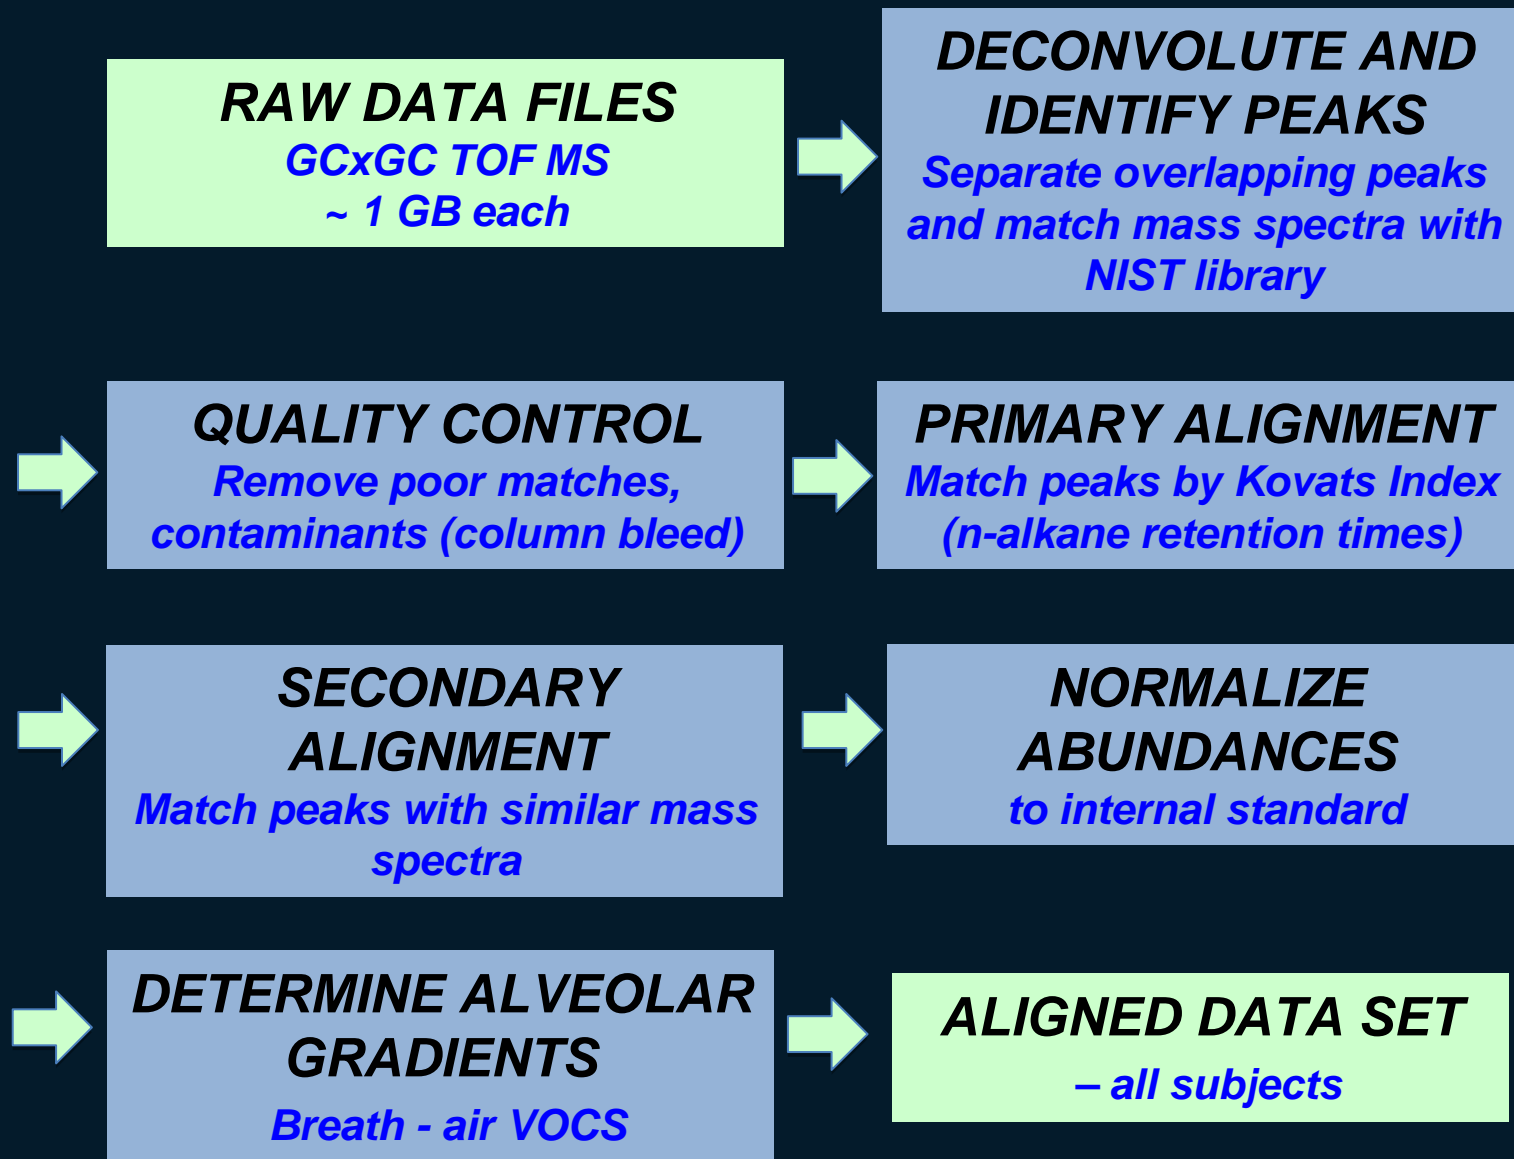 RAW DATA FILES
GCxGC TOF MS
~ 1 GB each
DECONVOLUTE AND
IDENTIFY PEAKS
Separate overlapping peaks
and match mass spectra with
NIST library
QUALITY CONTROL
Remove poor matches,
contaminants (column bleed)
PRIMARY ALIGNMENT
Match peaks by Kovats Index
(n-alkane retention times)
SECONDARY
ALIGNMENT
Match peaks with similar mass
spectra
NORMALIZE
ABUNDANCES
to internal standard
DETERMINE ALVEOLAR
GRADIENTS
Breath - air VOCS
ALIGNED DATA SET
– all subjects